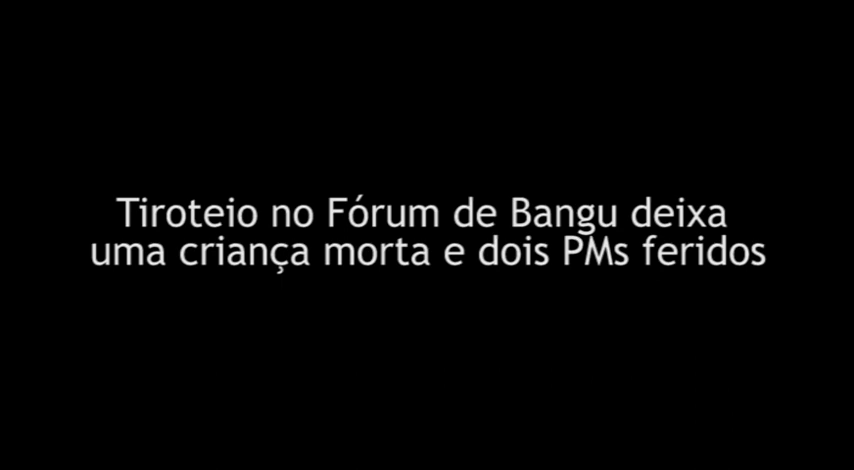 Tiroteio no Fórum de Bangu deixa
uma criança morta e dois PMs feridos